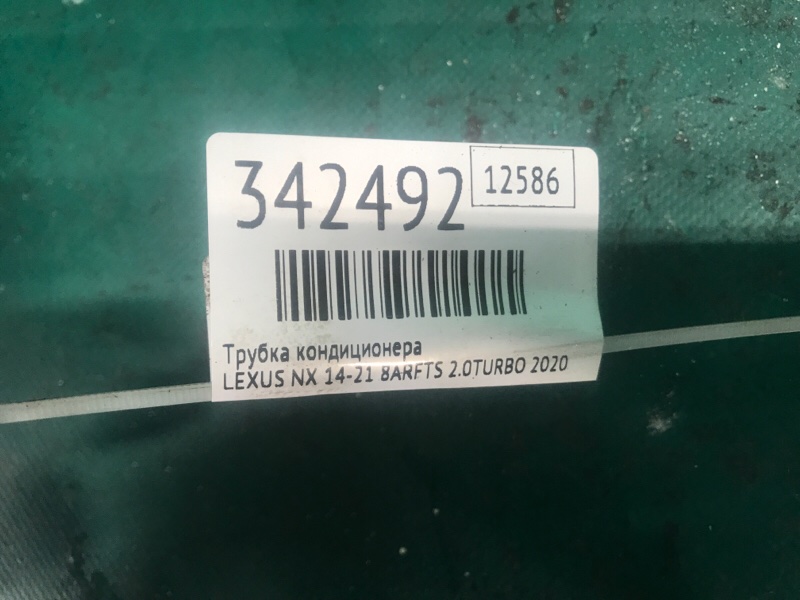 342492
12586
Трубка кондиционера
LEXUS NX 14-21 8ARFTS 2.0TURBO 2020